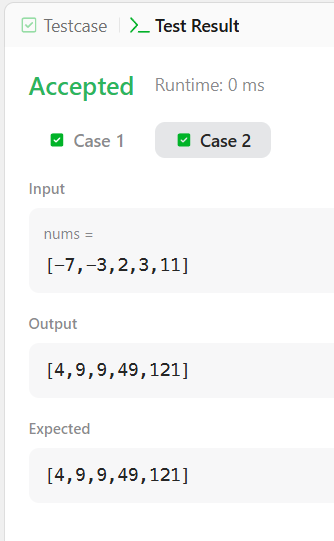 Testcase
Test Result
Accepted Runtime: 0 ms
Case 1 Case 2
Input
nums =
[-7,-3,2,3,11]
Output
[4,9,9,49,121]
Expected
[4,9,9,49,121]